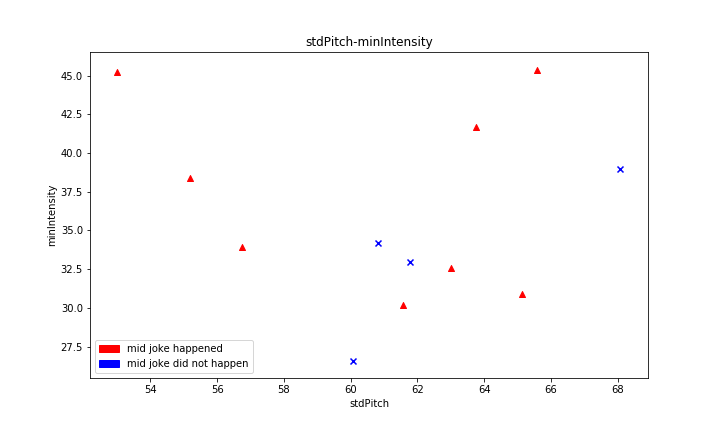 stdPitch-minIntensity
45.0
42.5
40.0
37.5
35.0
32.5
30.0
27.5
minIntensity
mid joke happened
mid joke did not happen
54 56 58 60 62 64 66 68
stdPitch